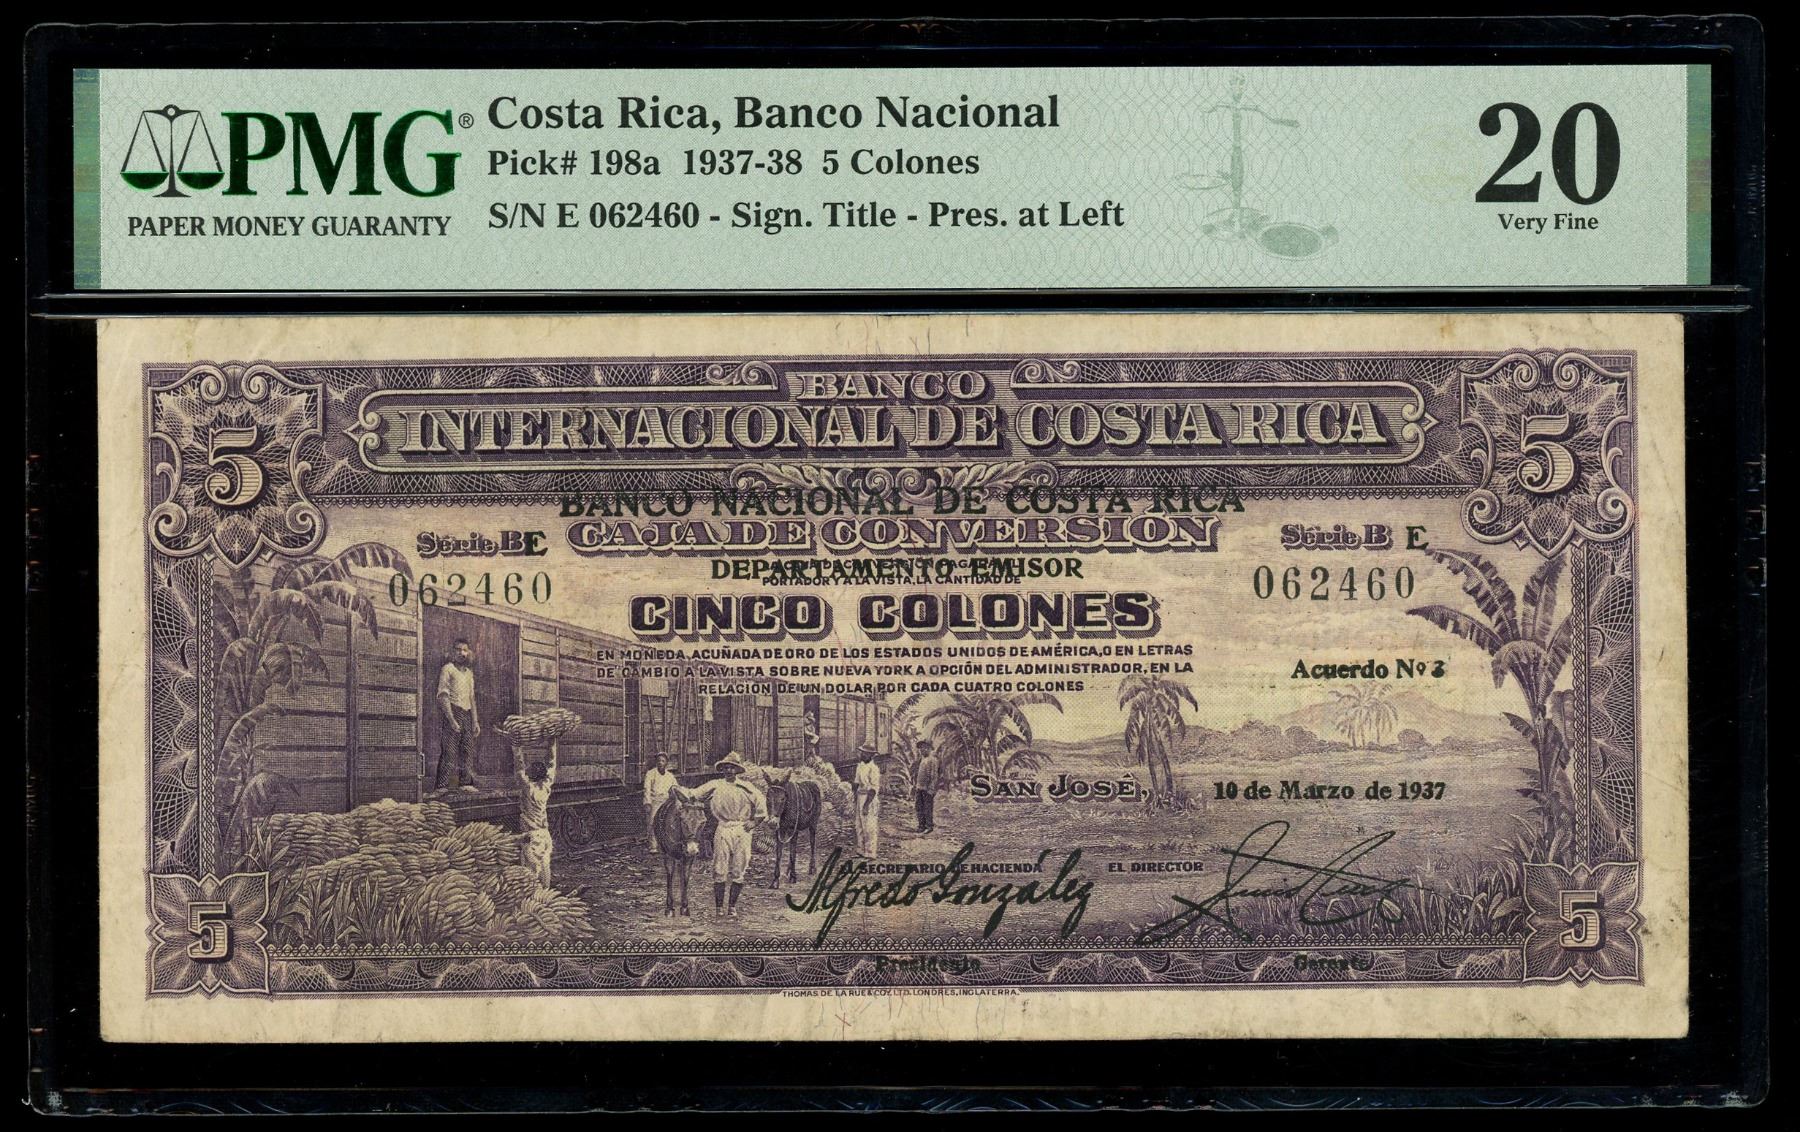 PMG®
PAPER MONEY GUARANTY
Costa Rica, Banco Nacional
Pick# 198a 1937-38 5 Colones
S/N E 062460 - Sign. Title - Pres. at Left
20
Very Fine
BANCO
INTERNACIONAL DE COSTA RICA
5
5
BANCO NACIONAL DE COSTA RICA
CAJA DE CONVERSIÓN
Série B E
Série B E
DEPARTAMENTO EMISOR
PORTADOR Y A LA VISTA, LA CANTIDAD DE
062460
062460
CINCO COLONES
EN MONEDA ACUÑADA DE ORO DE LOS ESTADOS UNIDOS DE AMÉRICA, O EN LETRAS
DE CAMBIO A LA VISTA SOBRE NUEVA YORK A OPCIÓN DEL ADMINISTRADOR, EN LA
RELACIÓN DE UN DOLAR POR CADA CUATRO COLONES
Acuerdo Nº 3
SAN JOSÉ, 10 de Marzo de 1937
SECRETARIO DE HACIENDA
EL DIRECTOR
Alfredo González
5
5
Presidente
Gerente
THOMAS DE LA RUE & CO. LTD. LONDRES, INGLATERRA.